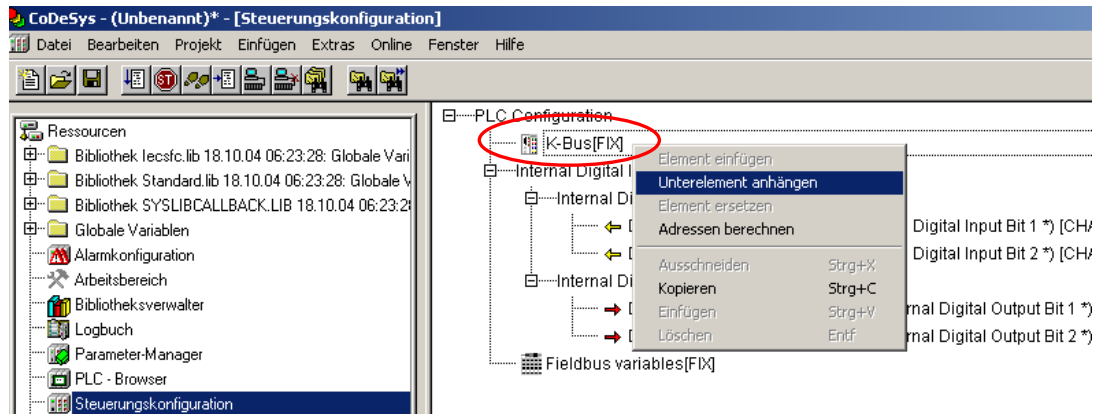 CoDeSys - (Unbenannt)* - [Steuerungskonfiguration]
Datei Bearbeiten Projekt Einfügen Extras Online Fenster Hilfe
Ressourcen
Bibliothek Iecsfc.lib 18.10.04 06:23:28: Globale Vari
Bibliothek Standard.lib 18.10.04 06:23:28: Globale V
Bibliothek SYSLIBCALLBACK.LIB 18.10.04 06:23:2
Globale Variablen
Alarmkonfiguration
Arbeitsbereich
Bibliotheksverwalter
Logbuch
Parameter-Manager
PLC - Browser
Steuerungskonfiguration
PLC Configuration
K-Bus[FIX]
Internal Digital I
Internal Di
Digital Input Bit 1 *) [CHA
Digital Input Bit 2 *) [CHA
Internal Di
rnal Digital Output Bit 1 *)
rnal Digital Output Bit 2 *)
Fieldbus variables[FIX]
Element einfügen
Unterelement anhängen
Element ersetzen
Adressen berechnen
Ausschneiden Strg+X
Kopieren Strg+C
Einfügen Strg+V
Löschen Entf